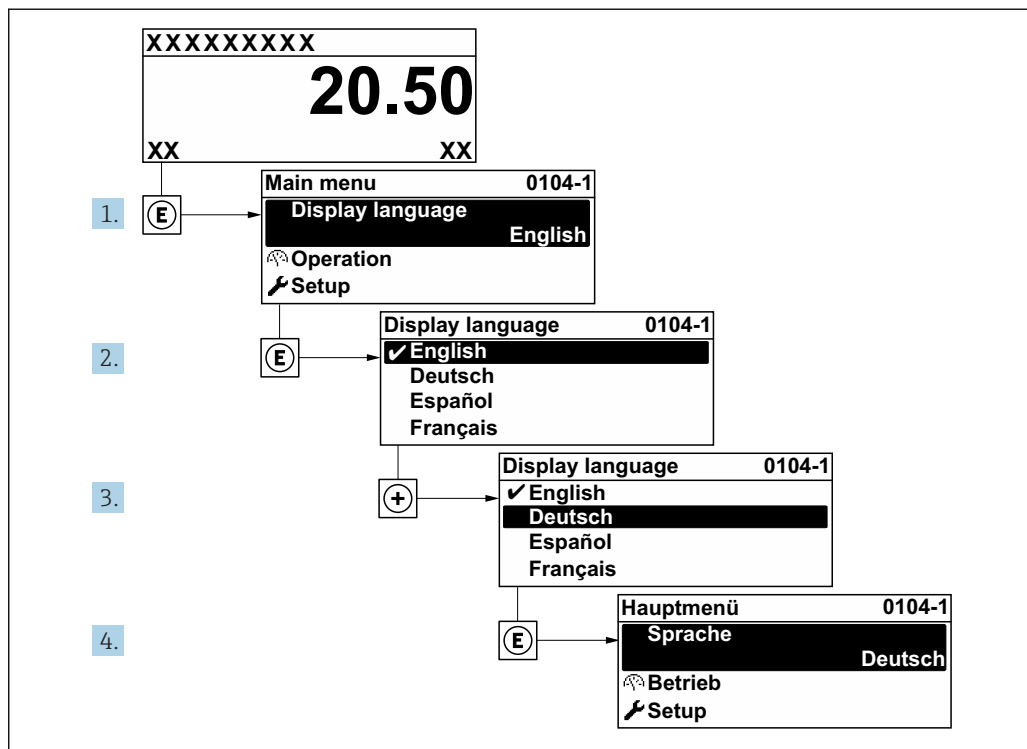 XXXXXXXXX
20.50
XX XX
1. E
Main menu 0104-1
Display language
English
Operation
Setup
2. E
Display language 0104-1
✔English
Deutsch
Español
Français
3. +
Display language 0104-1
✔English
Deutsch
Español
Français
4. E
Hauptmenü 0104-1
Sprache
Deutsch
Betrieb
Setup